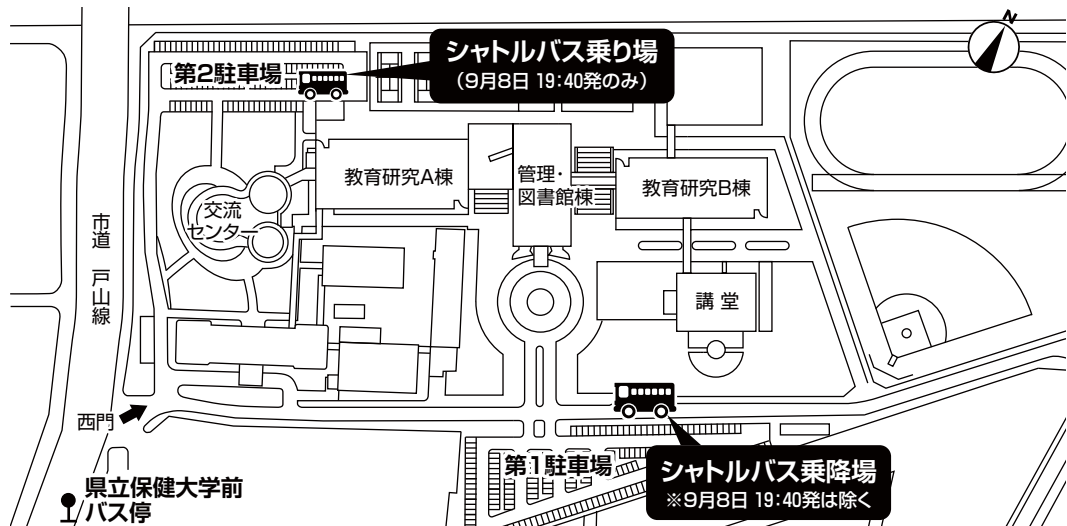 N
シャトルバス乗り場
(9月8日 19:40発のみ)
第2駐車場
教育研究A棟
管理・
図書館棟
教育研究B棟
交流
センター
市道 戸山線
講 堂
西門
第1駐車場
シャトルバス乗降場
※9月8日 19:40発は除く
県立保健大学前
バス停